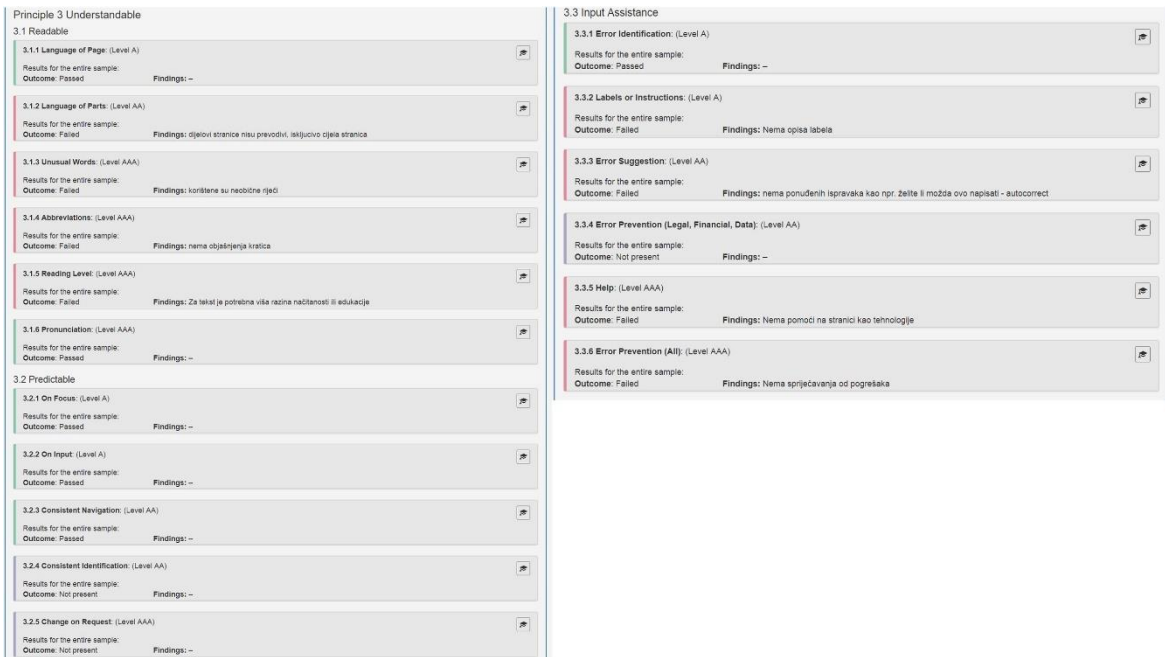 Principle 3 Understandable
3.1 Readable
3.1.1 Language of Page: (Level A)
Results for the entire sample:
Outcome: Passed Findings: –
3.1.2 Language of Parts: (Level AA)
Results for the entire sample:
Outcome: Failed Findings: dijelovi stranice nisu prevodivi, isključivo cijela stranica
3.1.3 Unusual Words: (Level AAA)
Results for the entire sample:
Outcome: Failed Findings: korištene su neobične riječi
3.1.4 Abbreviations: (Level AAA)
Results for the entire sample:
Outcome: Failed Findings: nema objašnjenja kratica
3.1.5 Reading Level: (Level AAA)
Results for the entire sample:
Outcome: Failed Findings: Za tekst je potrebna viša razina načitanosti ili edukacije
3.1.6 Pronunciation: (Level AAA)
Results for the entire sample:
Outcome: Passed Findings: –
3.2 Predictable
3.2.1 On Focus: (Level A)
Results for the entire sample:
Outcome: Passed Findings: –
3.2.2 On Input: (Level A)
Results for the entire sample:
Outcome: Passed Findings: –
3.2.3 Consistent Navigation: (Level AA)
Results for the entire sample:
Outcome: Passed Findings: –
3.2.4 Consistent Identification: (Level AA)
Results for the entire sample:
Outcome: Not present Findings: –
3.2.5 Change on Request: (Level AAA)
Results for the entire sample:
Outcome: Not present Findings: –
3.3 Input Assistance
3.3.1 Error Identification: (Level A)
Results for the entire sample:
Outcome: Passed Findings: –
3.3.2 Labels or Instructions: (Level A)
Results for the entire sample:
Outcome: Failed Findings: Nema opisa labela
3.3.3 Error Suggestion: (Level AA)
Results for the entire sample:
Outcome: Failed Findings: nema ponuđenih ispravaka kao npr. želite li možda ovo napisati - autocorrect
3.3.4 Error Prevention (Legal, Financial, Data): (Level AA)
Results for the entire sample:
Outcome: Not present Findings: –
3.3.5 Help: (Level AAA)
Results for the entire sample:
Outcome: Failed Findings: Nema pomoći na stranici kao tehnologije
3.3.6 Error Prevention (All): (Level AAA)
Results for the entire sample:
Outcome: Failed Findings: Nema spriječavanja od pogrešaka